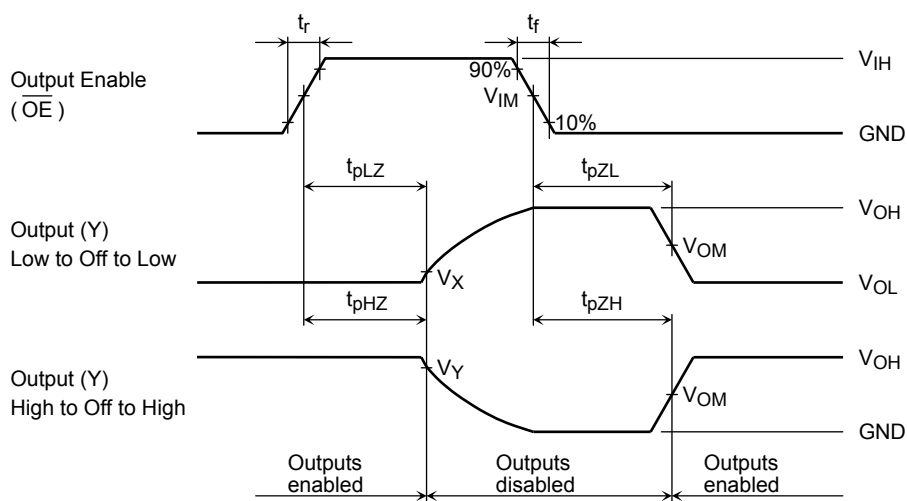 tr
tf
Output Enable
( OE )
90%
VIM
10%
VIH
GND
tpLZ
tpZL
Output (Y)
Low to Off to Low
VX
VOM
VOH
VOL
tpHZ
tpZH
Output (Y)
High to Off to High
VY
VOM
VOH
GND
Outputs
enabled
Outputs
disabled
Outputs
enabled